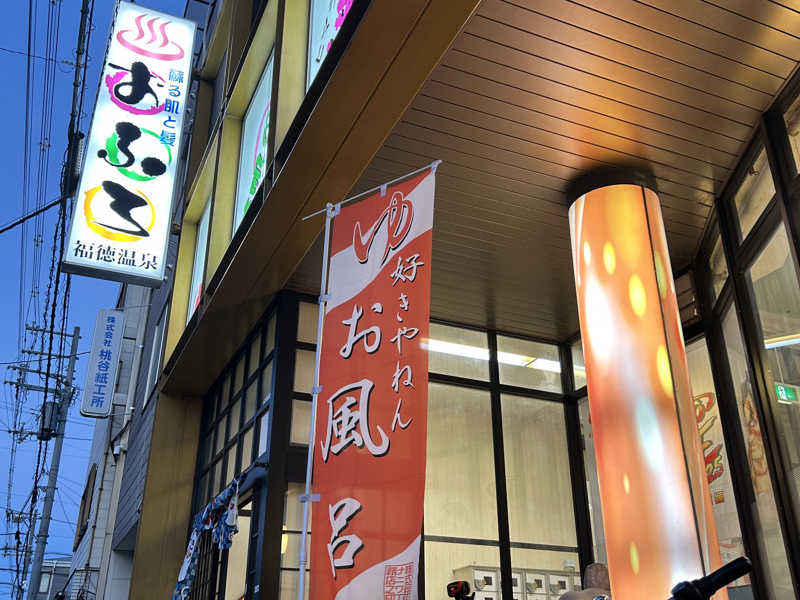 蘇る肌と髪
おふろ
福徳温泉
株式会社
桃谷紙工所
ゆ
好きやねん
お風呂